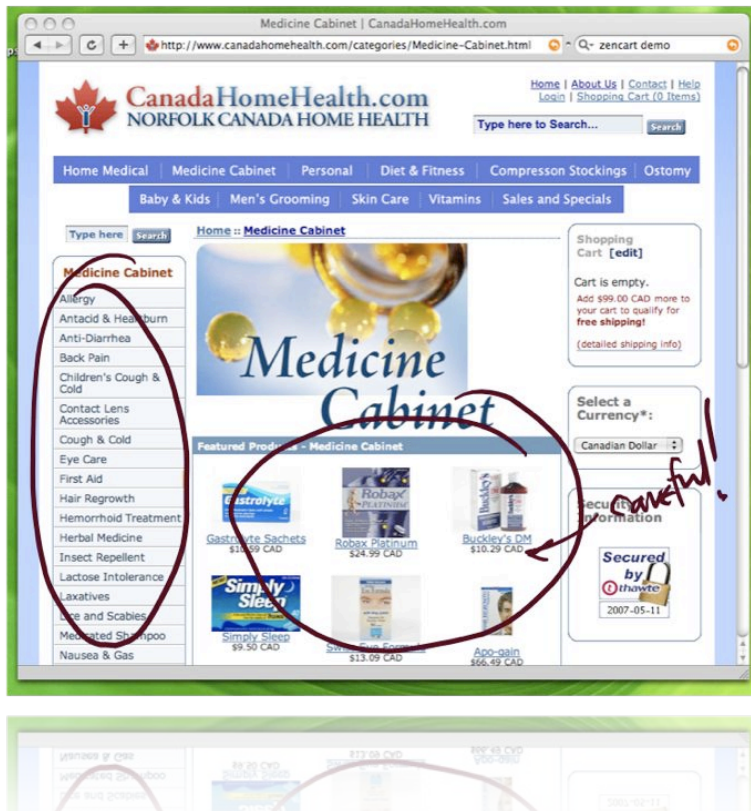 Medicine Cabinet | CanadaHomeHealth.com
http://www.canadahomehealth.com/categories/Medicine-Cabinet.html
zencart demo
CanadaHomeHealth.com
NORFOLK CANADA HOME HEALTH
Home | About Us | Contact | Help
Login | Shopping Cart (0 Items)
Type here to Search... Search
Home Medical Medicine Cabinet Personal Diet & Fitness Compresson Stockings Ostomy
Baby & Kids Men's Grooming Skin Care Vitamins Sales and Specials
Type here Search
Home :: Medicine Cabinet
Medicine Cabinet
Allergy
Antacid & Heartburn
Anti-Diarrhea
Back Pain
Children's Cough &
Cold
Contact Lens
Accessories
Cough & Cold
Eye Care
First Aid
Hair Regrowth
Hemorrhoid Treatment
Herbal Medicine
Insect Repellent
Lactose Intolerance
Laxatives
Lice and Scabies
Medicated Shampoo
Nausea & Gas
Medicine
Cabinet
Featured Products - Medicine Cabinet
Gastrolyte
Robax
PLATINUM
Buckley's
Gastrolyte Sachets
$10.59 CAD
Robax Platinum
$24.99 CAD
Buckley's DM
$10.29 CAD
Simply
Sleep
Simply Sleep
$9.50 CAD
$13.09 CAD
Apo-gain
$66.49 CAD
Shopping
Cart [edit]
Cart is empty.
Add $99.00 CAD more to
your cart to qualify for
free shipping!
(detailed shipping info)
Select a
Currency*:
Canadian Dollar
careful!
Security
Information
Secured
by
thawte
2007-05-11